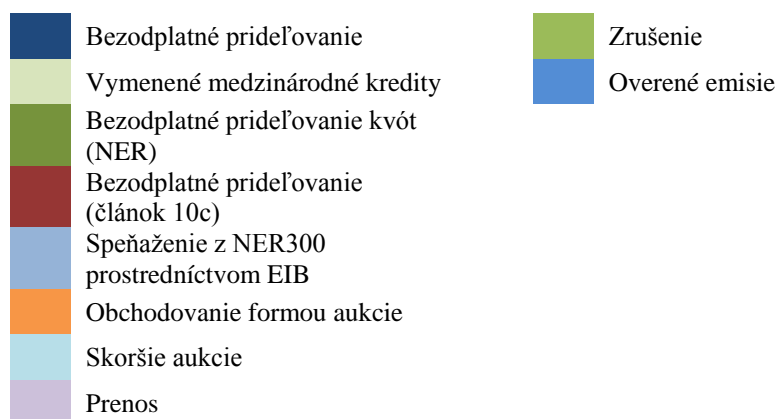 Bezodplatné prideľovanie
Vymenené medzinárodné kredity
Bezodplatné prideľovanie kvót
(NER)
Bezodplatné prideľovanie
(článok 10c)
Speňaženie z NER300
prostredníctvom EIB
Obchodovanie formou aukcie
Skoršie aukcie
Prenos
Zrušenie
Overené emisie